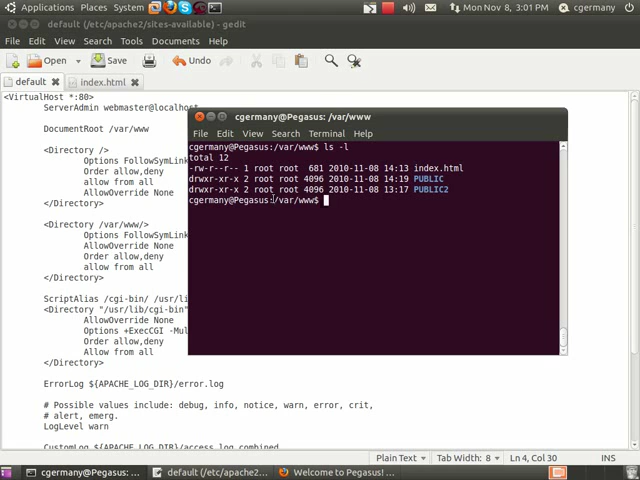 Applications Places System
Mon Nov 8, 3:01 PM
cgermany
default (/etc/apache2/sites-available) - gedit
File Edit View Search Tools Documents Help
Open Save Undo
default index.html
<VirtualHost *:80>
ServerAdmin webmaster@localhost
DocumentRoot /var/www
<Directory />
Options FollowSymLink
AllowOverride None
Order allow,deny
allow from all
</Directory>
<Directory /var/www/>
Options FollowSymLink
AllowOverride None
Order allow,deny
allow from all
</Directory>
ScriptAlias /cgi-bin/ /usr/li
<Directory "/usr/lib/cgi-bin"
AllowOverride None
Options +ExecCGI -Mul
Order allow,deny
Allow from all
</Directory>
ErrorLog ${APACHE_LOG_DIR}/error.log
# Possible values include: debug, info, notice, warn, error, crit,
# alert, emerg.
LogLevel warn
CustomLog ${APACHE_LOG_DIR}/access_log combined
cgermany@Pegasus: /var/www
File Edit View Search Terminal Help
cgermany@Pegasus:/var/www$ ls -l
total 12
-rw-r--r-- 1 root root 681 2010-11-08 14:13 index.html
drwxr-xr-x 2 root root 4096 2010-11-08 14:19 PUBLIC
drwxr-xr-x 2 root root 4096 2010-11-08 13:17 PUBLIC2
cgermany@Pegasus:/var/www$
Plain Text Tab Width: 8 Ln 4, Col 30 INS
cgermany@Pegasus: ... default (/etc/apache2... Welcome to Pegasus! ...